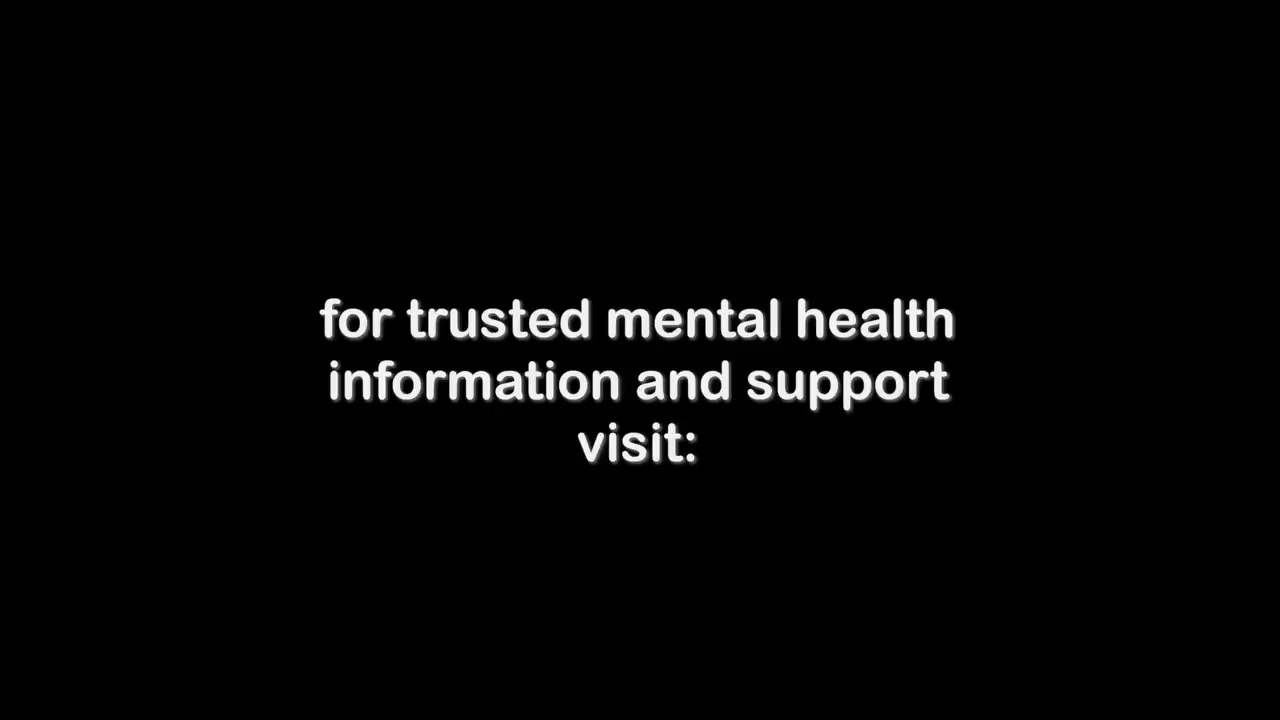 for trusted mental health
information and support
visit: